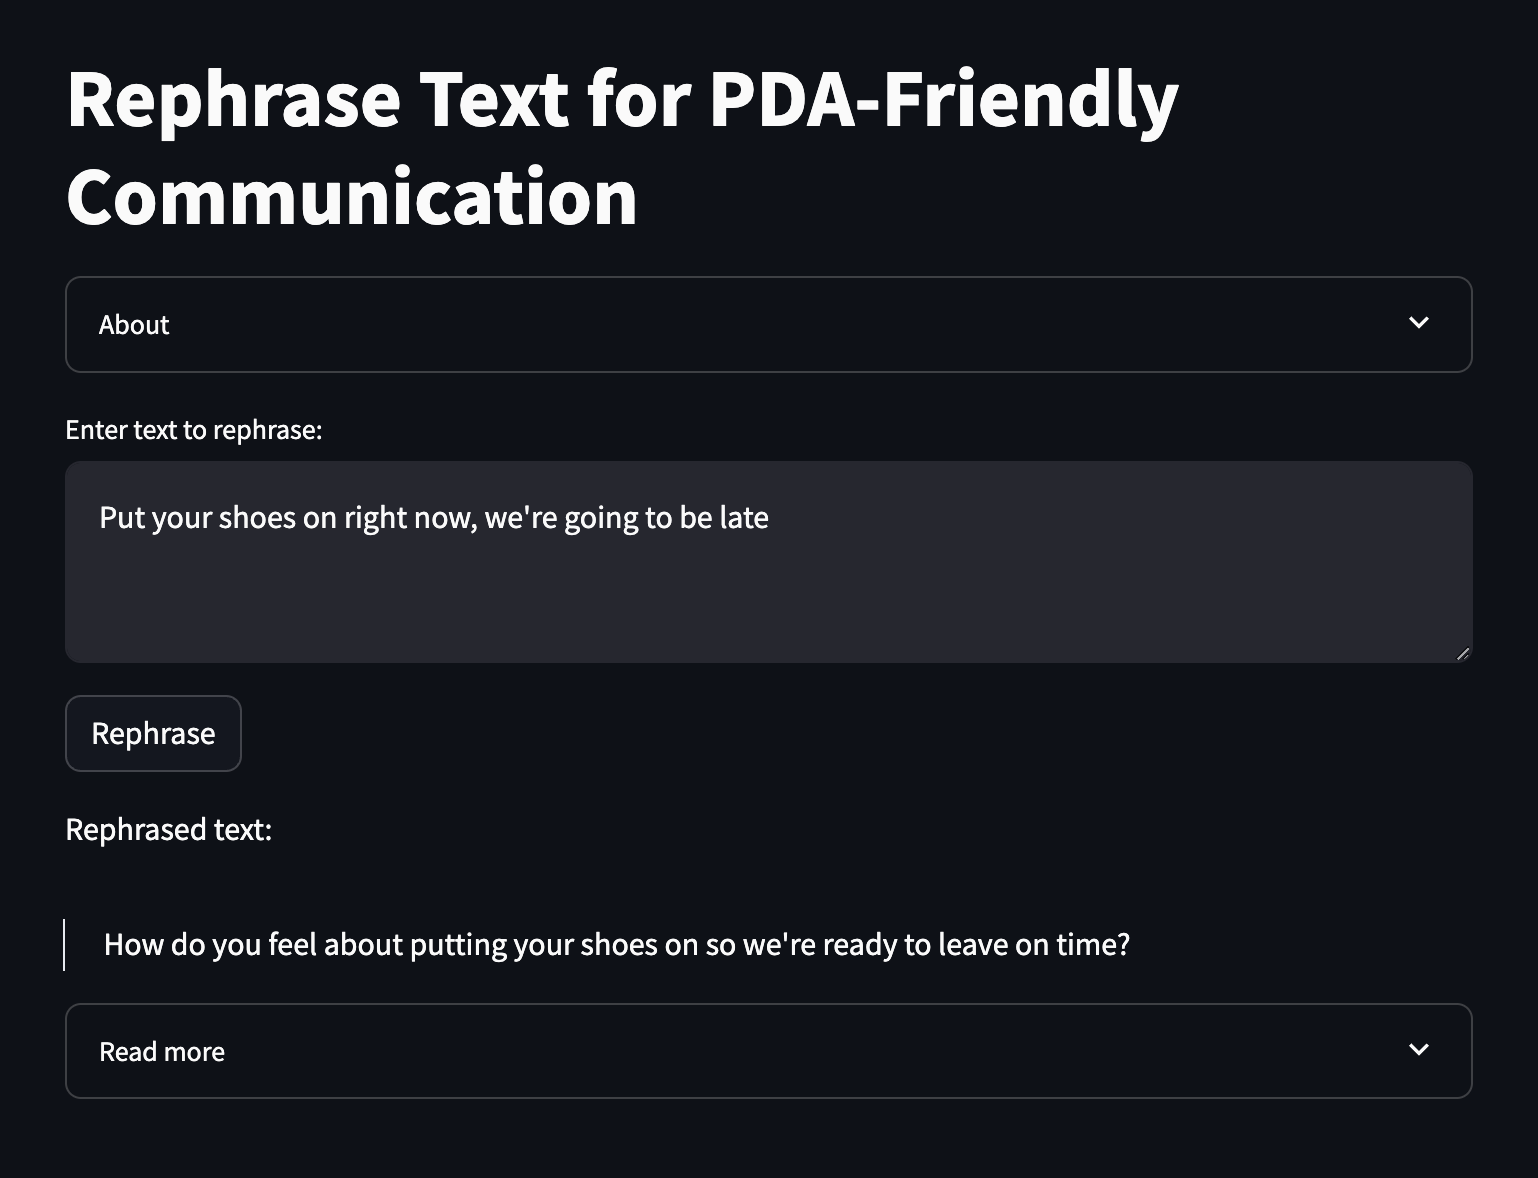 Rephrase Text for PDA-Friendly
Communication
About
Enter text to rephrase:
Put your shoes on right now, we're going to be late
Rephrase
Rephrased text:
How do you feel about putting your shoes on so we're ready to leave on time?
Read more